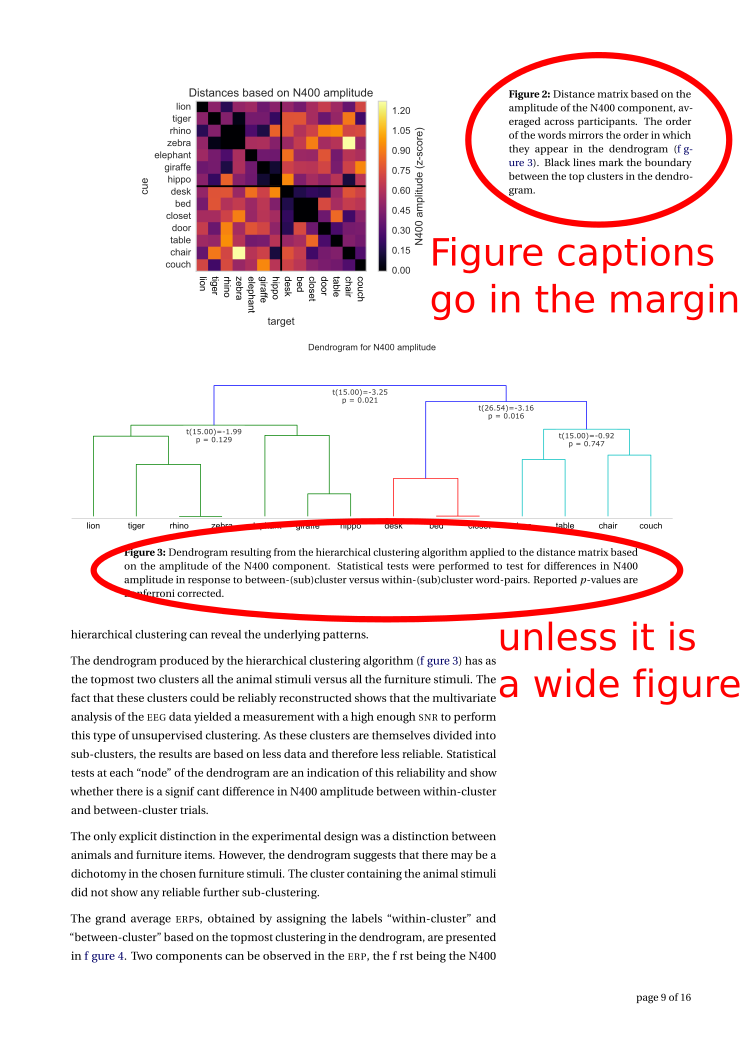 Distances based on N400 amplitude
lion
tiger
rhino
zebra
elephant
giraffe
hippo
desk
bed
closet
door
table
chair
couch
cue
lion
tiger
rhino
zebra
elephant
giraffe
hippo
desk
bed
closet
door
table
chair
couch
target
1.20
1.05
0.90
0.75
0.60
0.45
0.30
0.15
0.00
N400 amplitude (z-score)
Figure 2: Distance matrix based on the
amplitude of the N400 component, av-
eraged across participants. The order
of the words mirrors the order in which
they appear in the dendrogram (f g-
ure 3). Black lines mark the boundary
between the top clusters in the dendro-
gram.
Figure captions
go in the margin
Dendrogram for N400 amplitude
t(15.00)=-3.25
p = 0.021
t(26.54)=-3.16
p = 0.016
t(15.00)=-1.99
p = 0.129
t(15.00)=-0.92
p = 0.747
lion tiger rhino zebra giraffe hippo desk bed closet table chair couch
Figure 3: Dendrogram resulting from the hierarchical clustering algorithm applied to the distance matrix based
on the amplitude of the N400 component. Statistical tests were performed to test for differences in N400
amplitude in response to between-(sub)cluster versus within-(sub)cluster word-pairs. Reported p-values are
Bonferroni corrected.
unless it is
a wide figure
hierarchical clustering can reveal the underlying patterns.
The dendrogram produced by the hierarchical clustering algorithm (f gure 3) has as
the topmost two clusters all the animal stimuli versus all the furniture stimuli. The
fact that these clusters could be reliably reconstructed shows that the multivariate
analysis of the EEG data yielded a measurement with a high enough SNR to perform
this type of unsupervised clustering. As these clusters are themselves divided into
sub-clusters, the results are based on less data and therefore less reliable. Statistical
tests at each “node” of the dendrogram are an indication of this reliability and show
whether there is a signif cant difference in N400 amplitude between within-cluster
and between-cluster trials.
The only explicit distinction in the experimental design was a distinction between
animals and furniture items. However, the dendrogram suggests that there may be a
dichotomy in the chosen furniture stimuli. The cluster containing the animal stimuli
did not show any reliable further sub-clustering.
The grand average ERPs, obtained by assigning the labels “within-cluster” and
“between-cluster” based on the topmost clustering in the dendrogram, are presented
in f gure 4. Two components can be observed in the ERP, the f rst being the N400
page 9 of 16